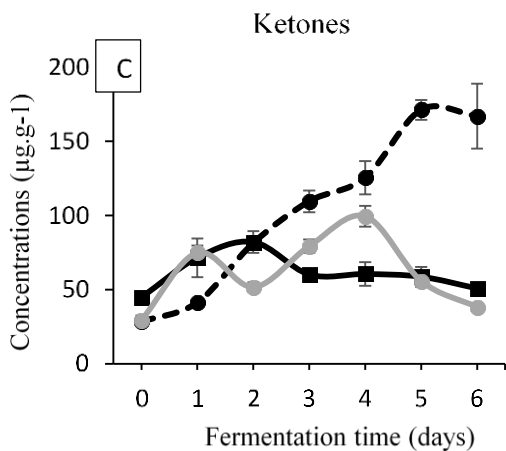 Ketones
C
200
150
100
50
0
0 1 2 3 4 5 6
Concentrations (µg.g-1)
Fermentation time (days)